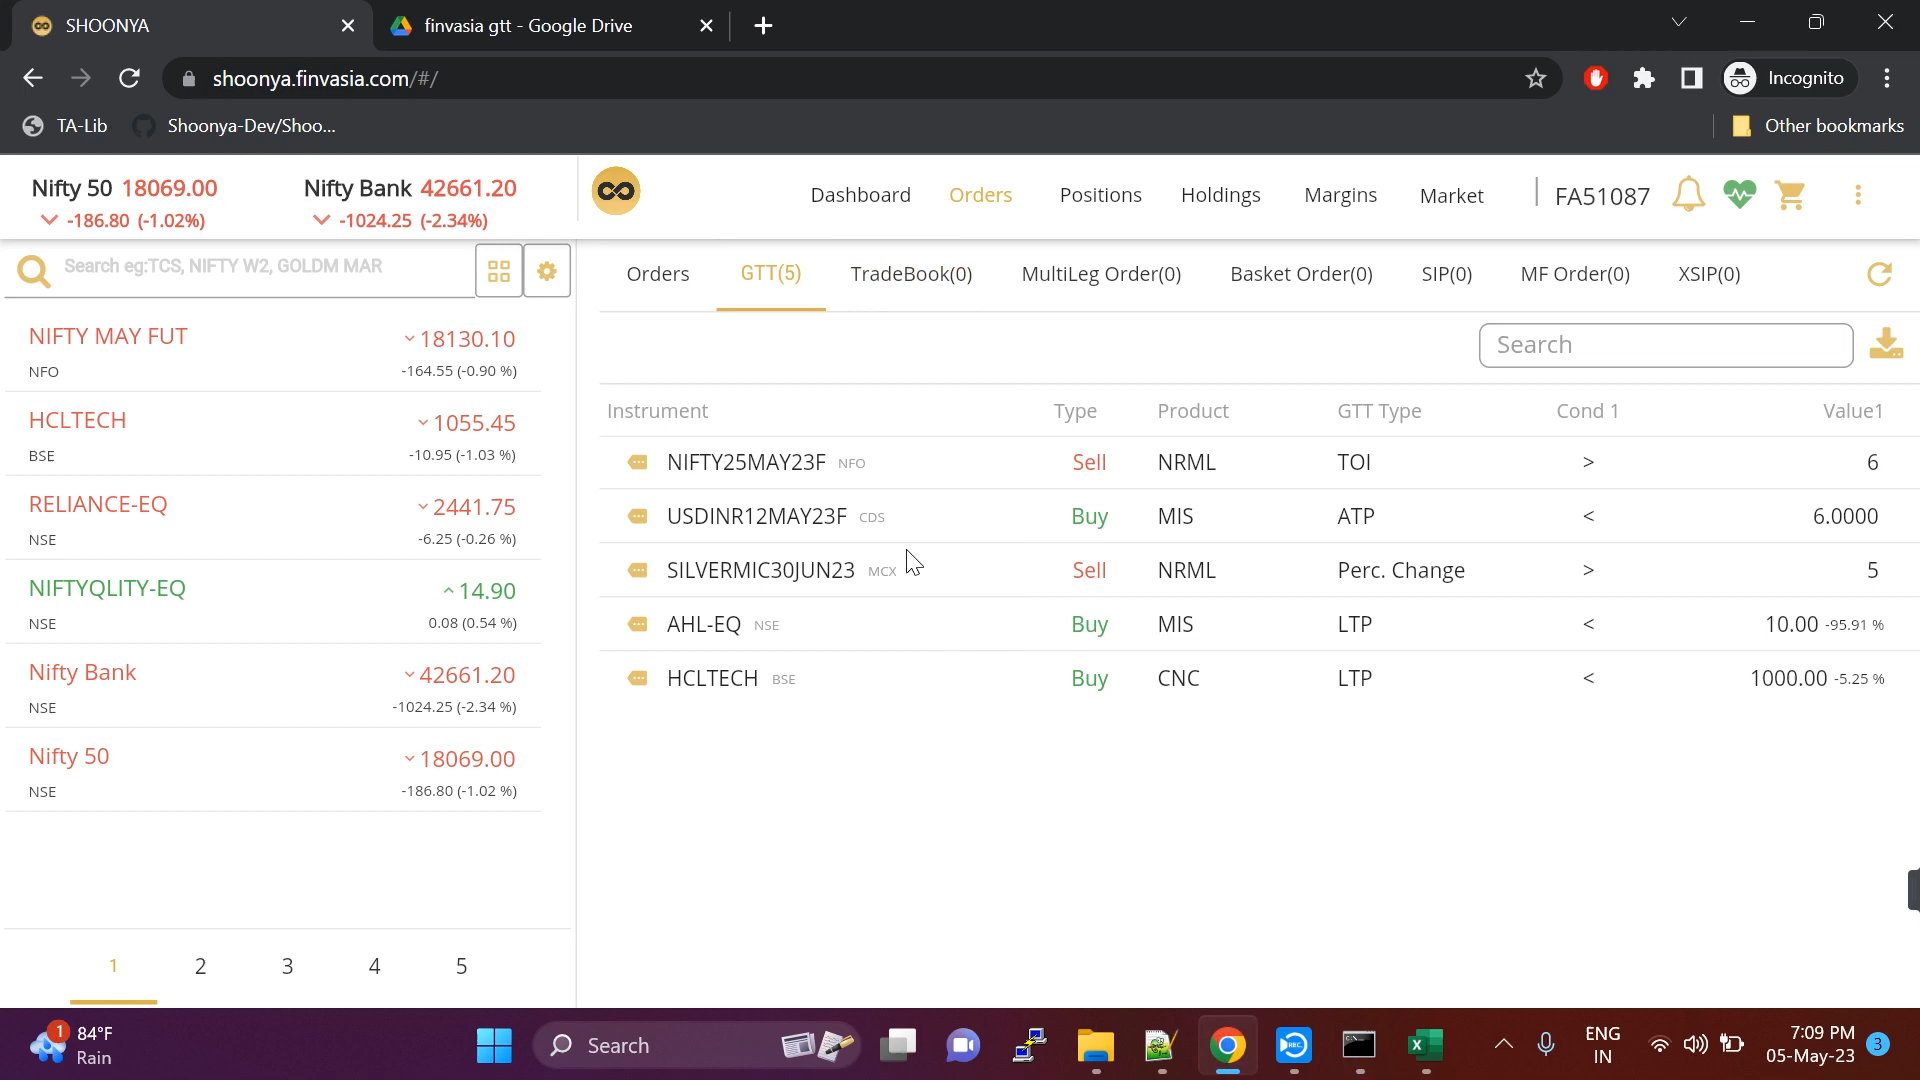 SHOONYA
finvasia gtt - Google Drive
shoonya.finvasia.com/#/
Incognito
TA-Lib
Shoonya-Dev/Shoo...
Other bookmarks
Nifty 50 18069.00
-186.80 (-1.02%)
Nifty Bank 42661.20
-1024.25 (-2.34%)
Dashboard Orders Positions Holdings Margins Market
FA51087
Search eg:TCS, NIFTY W2, GOLDM MAR
NIFTY MAY FUT 18130.10
NFO -164.55 (-0.90 %)
HCLTECH 1055.45
BSE -10.95 (-1.03 %)
RELIANCE-EQ 2441.75
NSE -6.25 (-0.26 %)
NIFTYQLITY-EQ 14.90
NSE 0.08 (0.54 %)
Nifty Bank 42661.20
NSE -1024.25 (-2.34 %)
Nifty 50 18069.00
NSE -186.80 (-1.02 %)
1 2 3 4 5
Orders GTT(5) TradeBook(0) MultiLeg Order(0) Basket Order(0) SIP(0) MF Order(0) XSIP(0)
Search
Instrument Type Product GTT Type Cond 1 Value1
NIFTY25MAY23F NFO Sell NRML TOI > 6
USDINR12MAY23F CDS Buy MIS ATP < 6.0000
SILVERMIC30JUN23 MCX Sell NRML Perc. Change > 5
AHL-EQ NSE Buy MIS LTP < 10.00 -95.91 %
HCLTECH BSE Buy CNC LTP < 1000.00 -5.25 %
1
84°F
Rain
Search
REC
ENG
IN
7:09 PM
05-May-23
3